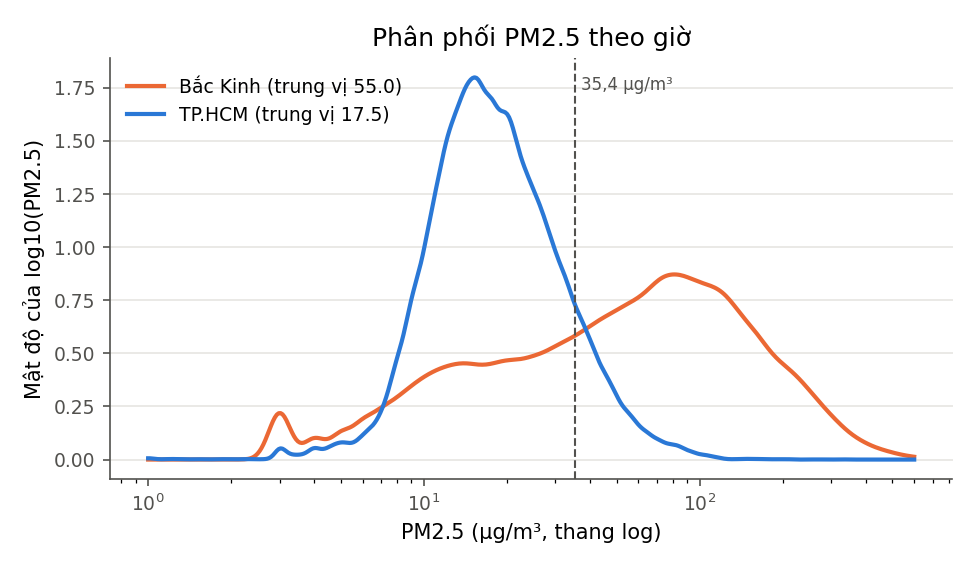 Phân phối PM2.5 theo giờ
Bắc Kinh (trung vị 55.0)
TP.HCM (trung vị 17.5)
35,4 µg/m³
Mật độ của log10(PM2.5)
1.75
1.50
1.25
1.00
0.75
0.50
0.25
0.00
10⁰
10¹
10²
PM2.5 (µg/m³, thang log)